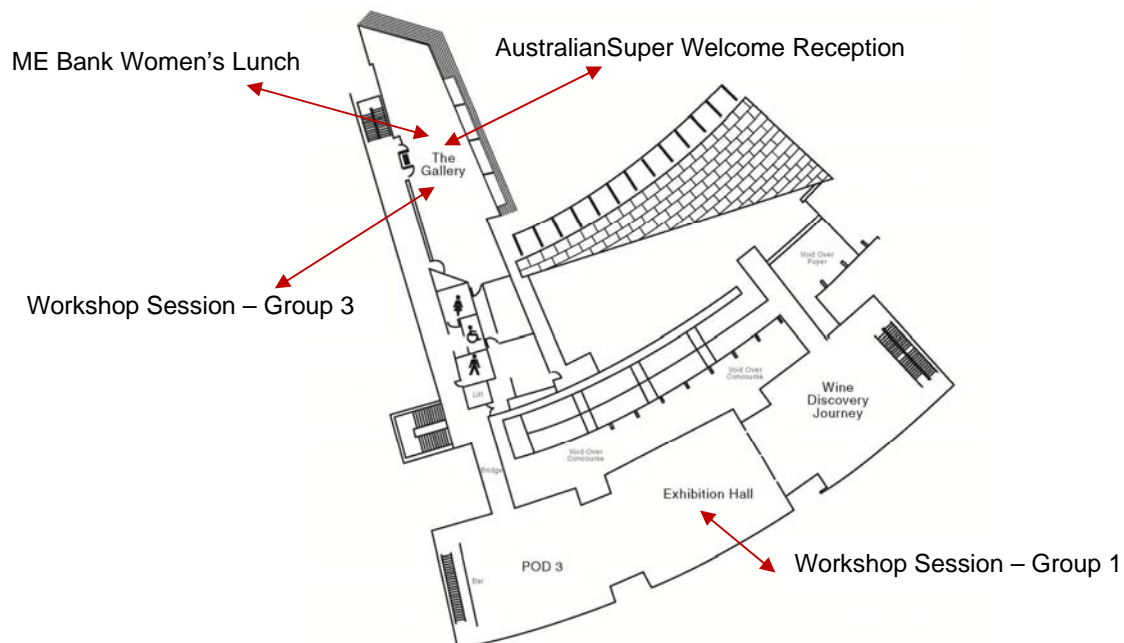 AustralianSuper Welcome Reception
ME Bank Women’s Lunch
The
Gallery
Void Over
Foyer
Workshop Session – Group 3
Void Over
Concourse
Wine
Discovery
Journey
Lift
Void Over
Concourse
Bridge
Exhibition Hall
POD 3
Bar
Workshop Session – Group 1